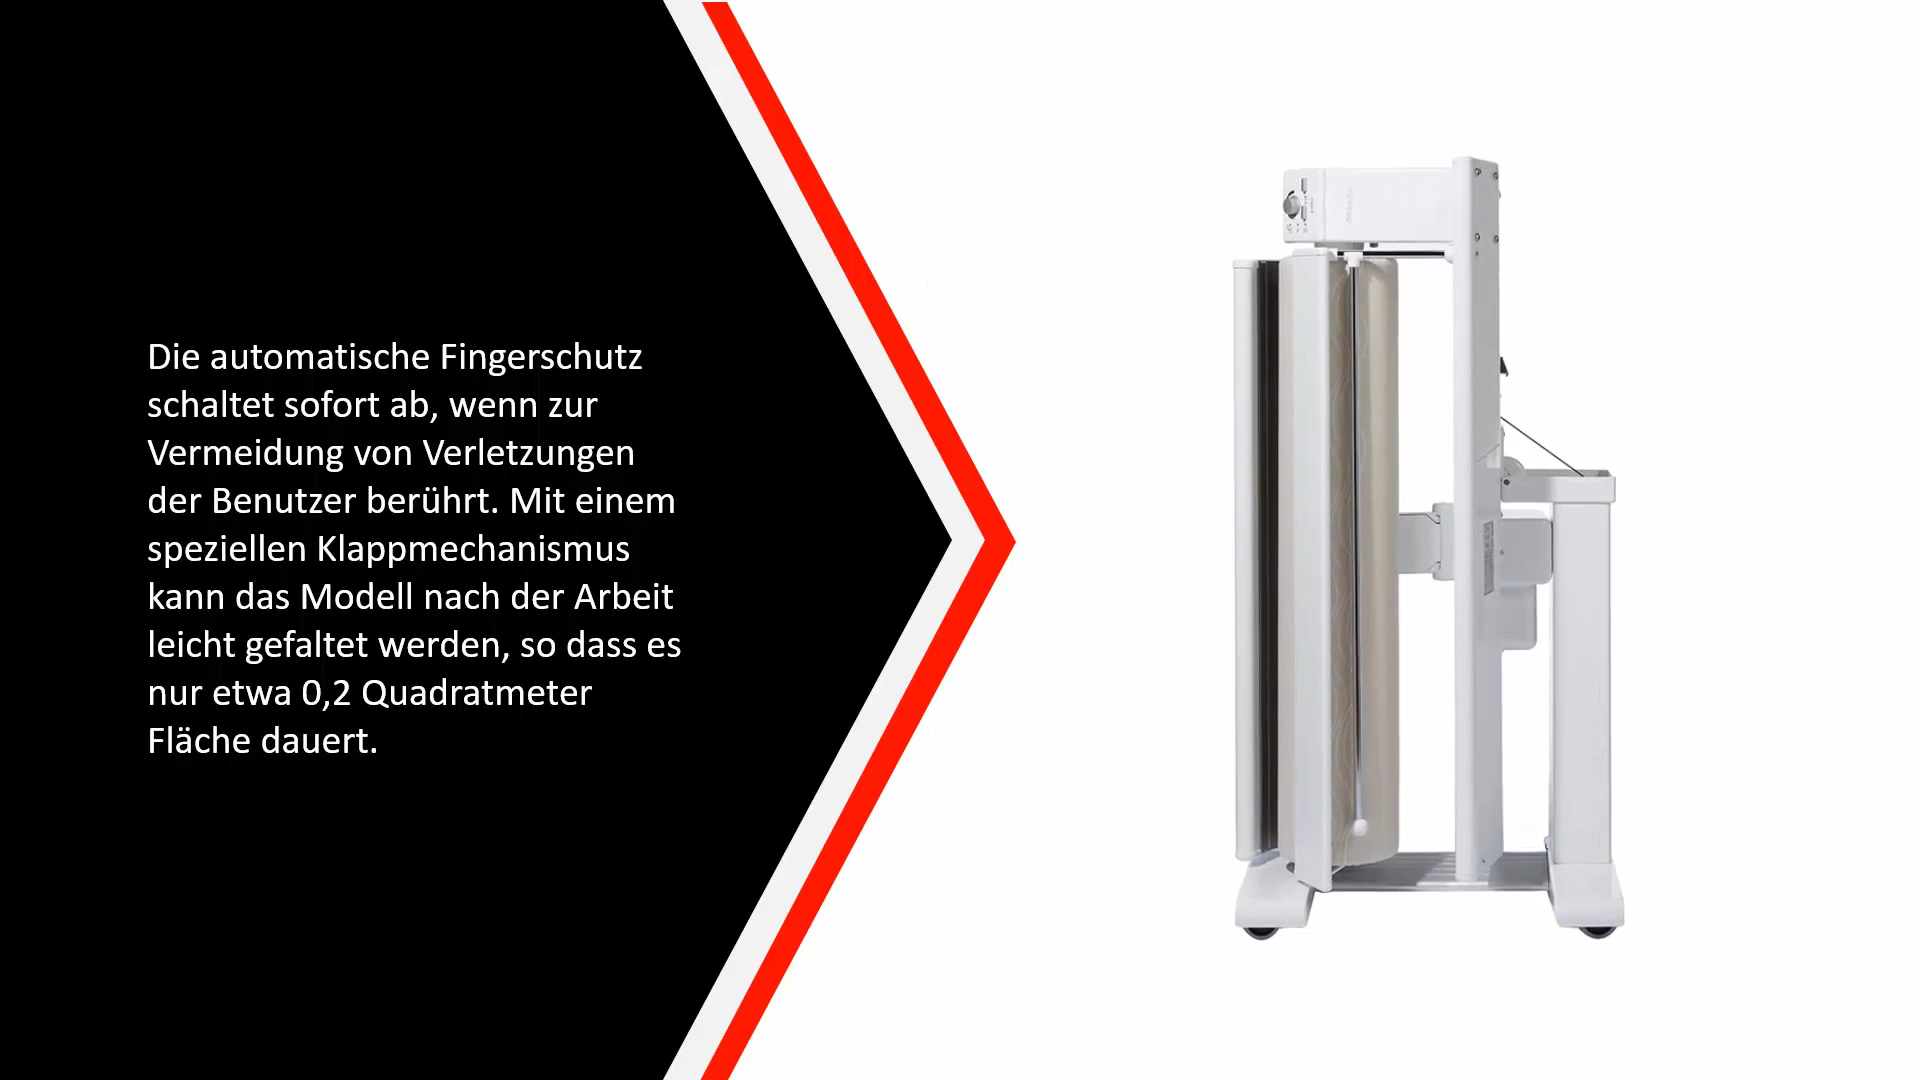 Die automatische Fingerschutz
schaltet sofort ab, wenn zur
Vermeidung von Verletzungen
der Benutzer berührt. Mit einem
speziellen Klappmechanismus
kann das Modell nach der Arbeit
leicht gefaltet werden, so dass es
nur etwa 0,2 Quadratmeter
Fläche dauert.